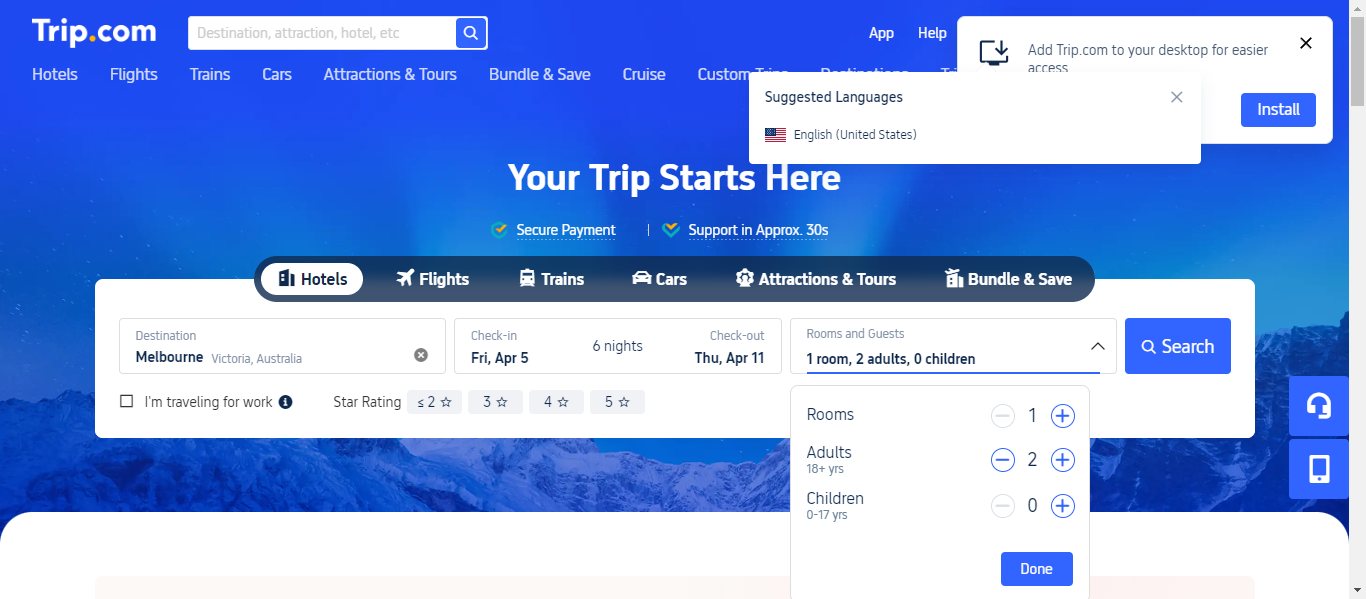 Trip.com
Destination, attraction, hotel, etc
App
Help
Add Trip.com to your desktop for easier
access
Install
Hotels
Flights
Trains
Cars
Attractions & Tours
Bundle & Save
Cruise
Custom Trips
Destinations
Suggested Languages
English (United States)
Your Trip Starts Here
Secure Payment
Support in Approx. 30s
Hotels
Flights
Trains
Cars
Attractions & Tours
Bundle & Save
Destination
Melbourne Victoria, Australia
Check-in
Fri, Apr 5
6 nights
Check-out
Thu, Apr 11
Rooms and Guests
1 room, 2 adults, 0 children
Search
I'm traveling for work
Star Rating
≤ 2
3
4
5
Rooms
1
Adults
18+ yrs
2
Children
0-17 yrs
0
Done